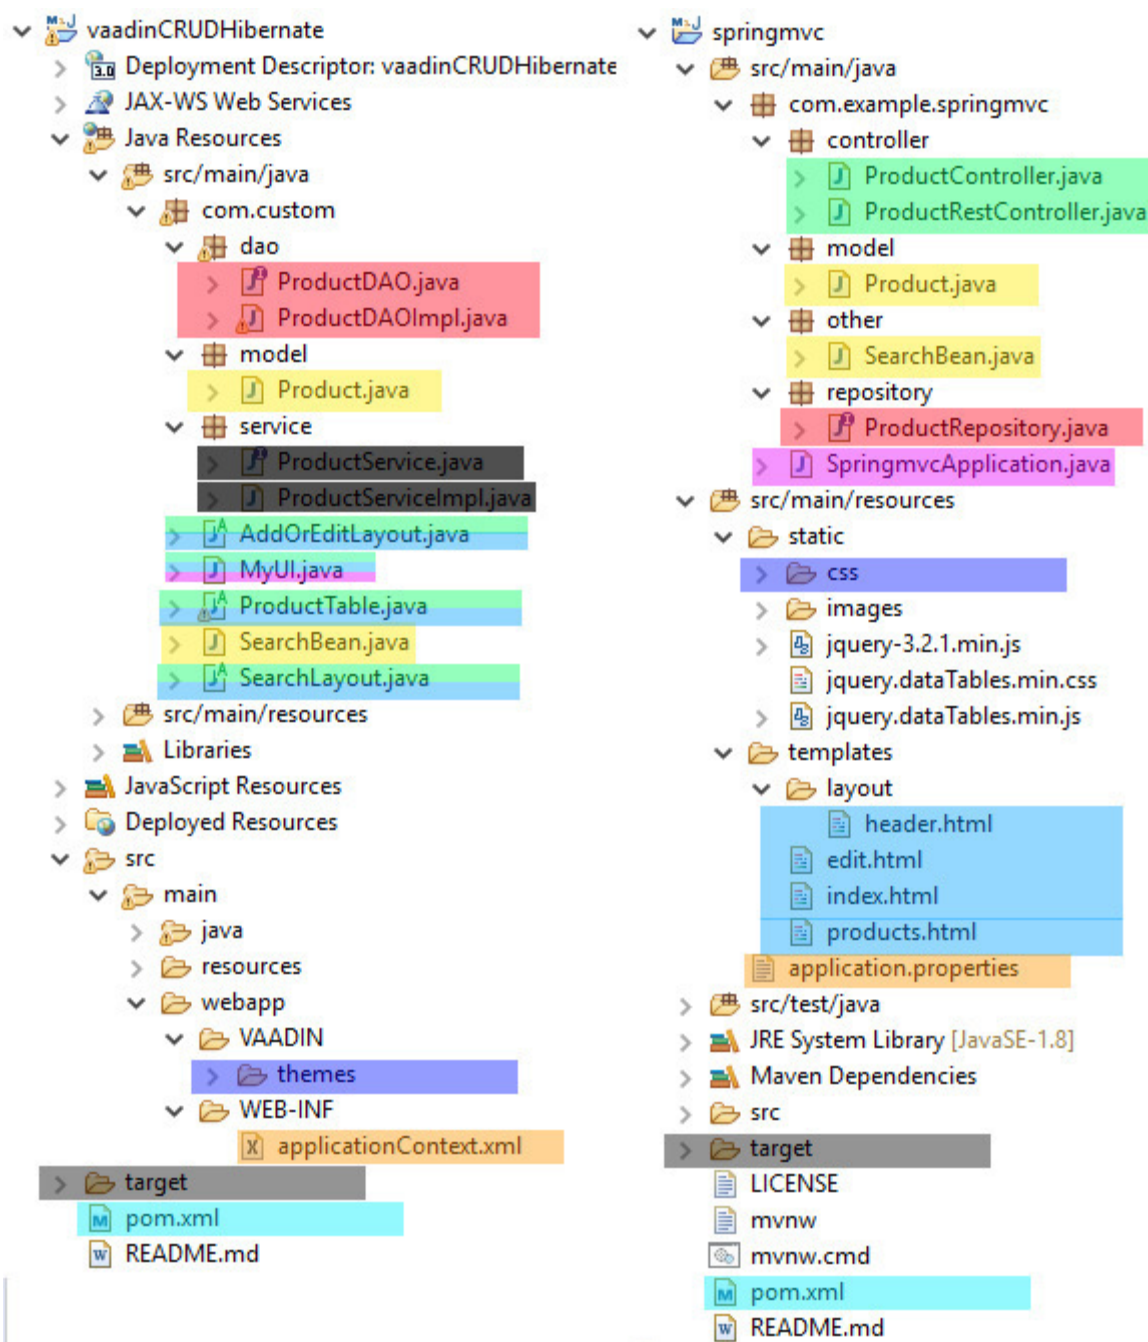 vaadinCRUDHibernate
Deployment Descriptor: vaadinCRUDHibernate
JAX-WS Web Services
Java Resources
src/main/java
com.custom
dao
ProductDAO.java
ProductDAOImpl.java
model
Product.java
service
ProductService.java
ProductServiceImpl.java
AddOrEditLayout.java
MyUI.java
ProductTable.java
SearchBean.java
SearchLayout.java
src/main/resources
Libraries
JavaScript Resources
Deployed Resources
src
main
java
resources
webapp
VAADIN
themes
WEB-INF
applicationContext.xml
target
pom.xml
README.md
springmvc
src/main/java
com.example.springmvc
controller
ProductController.java
ProductRestController.java
model
Product.java
other
SearchBean.java
repository
ProductRepository.java
SpringmvcApplication.java
src/main/resources
static
css
images
jquery-3.2.1.min.js
jquery.dataTables.min.css
jquery.dataTables.min.js
templates
layout
header.html
edit.html
index.html
products.html
application.properties
src/test/java
JRE System Library [JavaSE-1.8]
Maven Dependencies
src
target
LICENSE
mvnw
mvnw.cmd
pom.xml
README.md